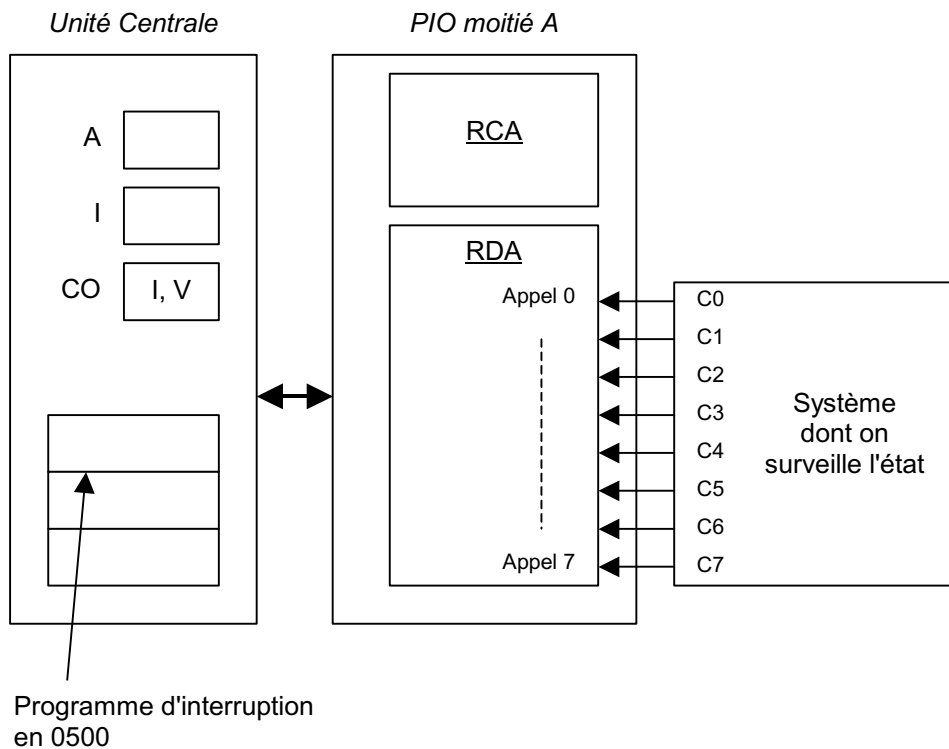 Unité Centrale
PIO moitié A
A
I
CO
I, V
RCA
RDA
Appel 0
Appel 7
C0
C1
C2
C3
C4
C5
C6
C7
Système
dont on
surveille l'état
Programme d'interruption
en 0500